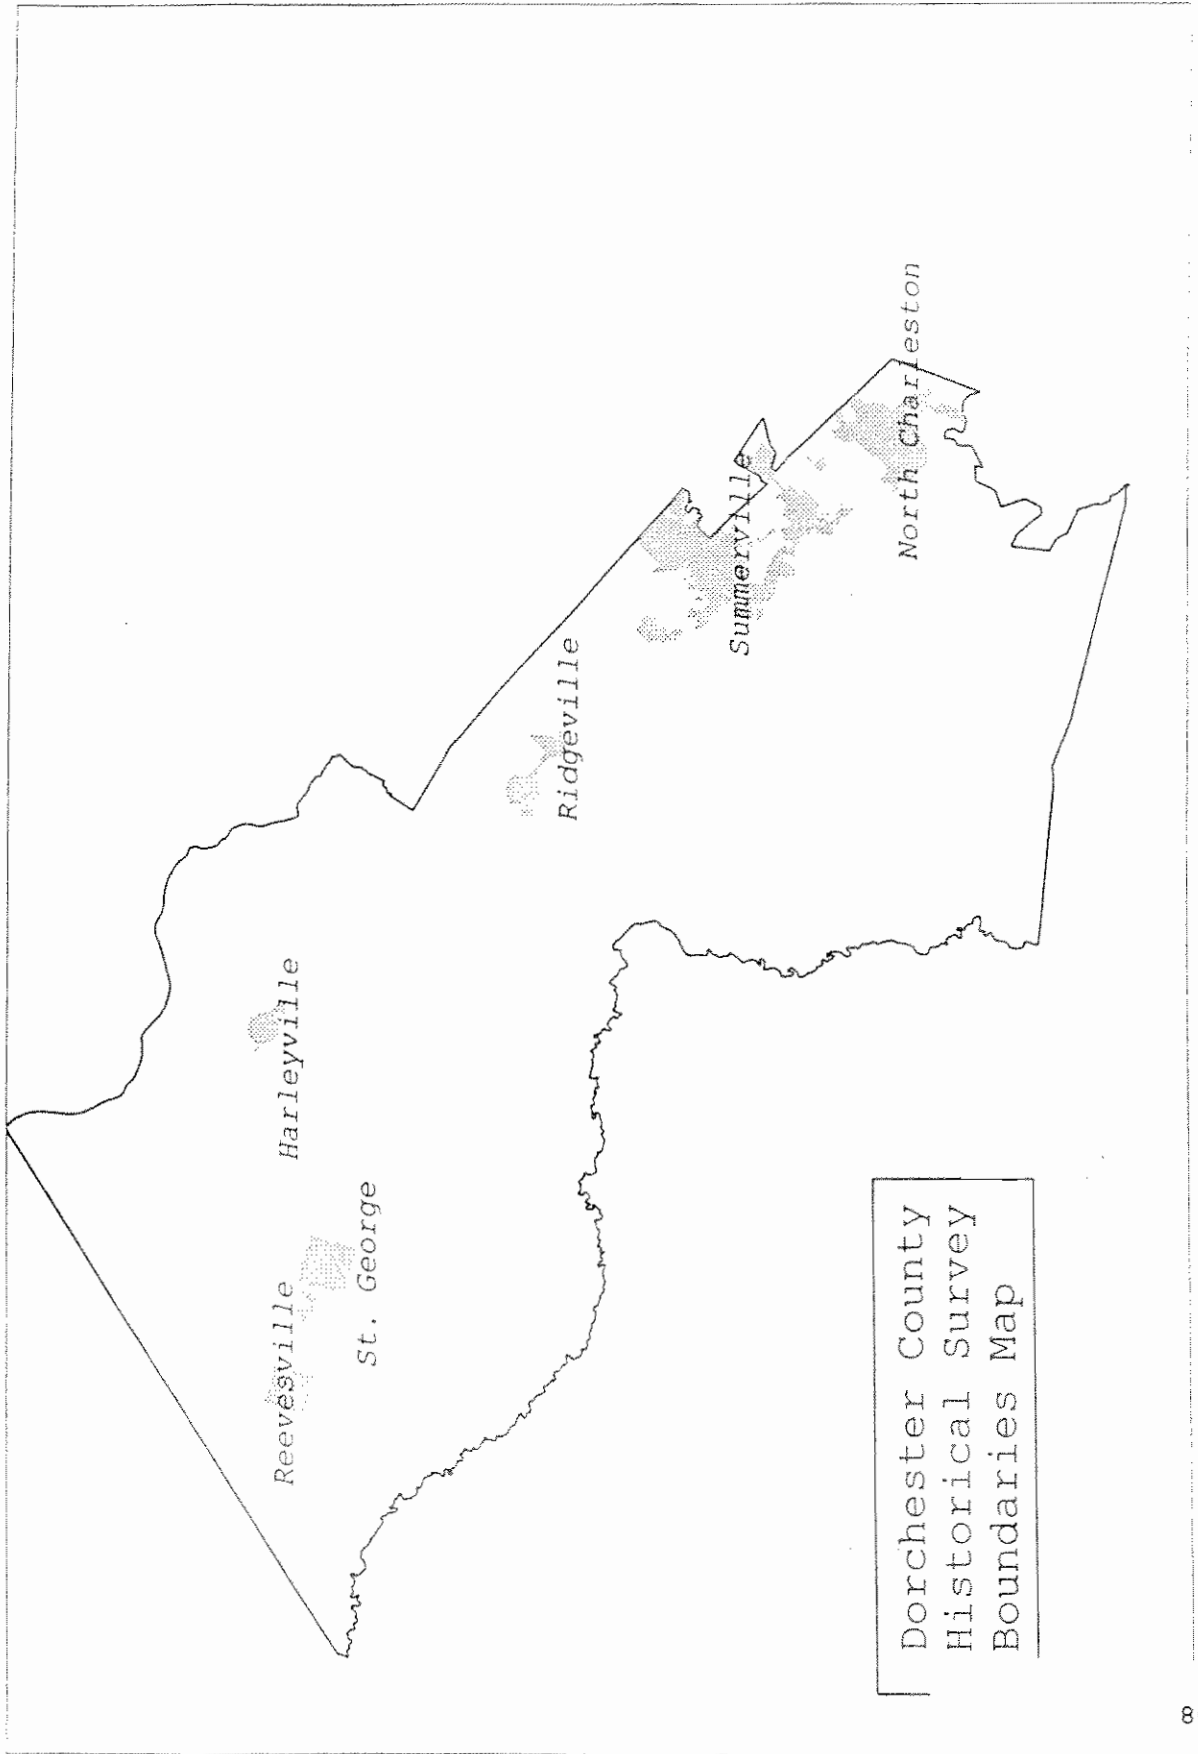 Reevesville
St. George
Harleyville
Ridgeville
Summerville
North Charleston
Dorchester County
Historical Survey
Boundaries Map
8